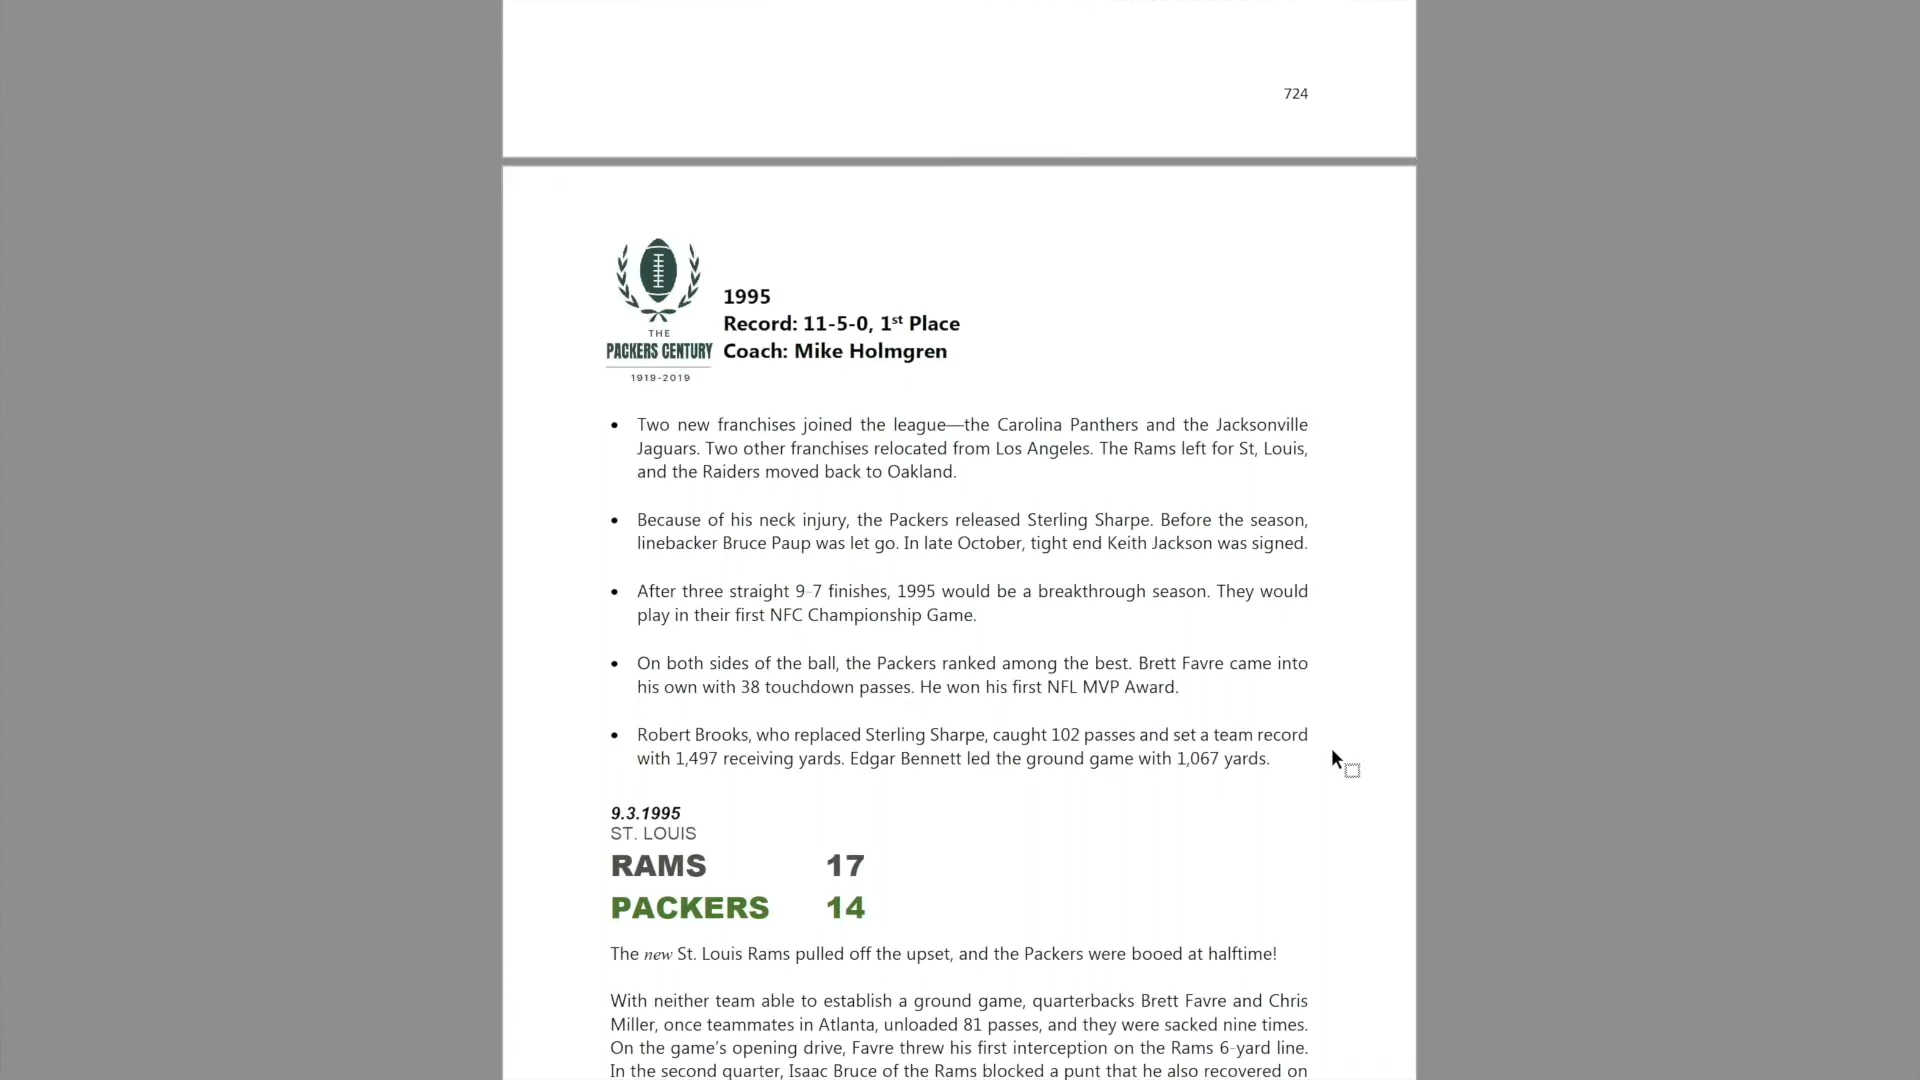 724
THE
PACKERS CENTURY
1919-2019
1995
Record: 11-5-0, 1st Place
Coach: Mike Holmgren
• Two new franchises joined the league—the Carolina Panthers and the Jacksonville
Jaguars. Two other franchises relocated from Los Angeles. The Rams left for St, Louis,
and the Raiders moved back to Oakland.
• Because of his neck injury, the Packers released Sterling Sharpe. Before the season,
linebacker Bruce Paup was let go. In late October, tight end Keith Jackson was signed.
• After three straight 9-7 finishes, 1995 would be a breakthrough season. They would
play in their first NFC Championship Game.
• On both sides of the ball, the Packers ranked among the best. Brett Favre came into
his own with 38 touchdown passes. He won his first NFL MVP Award.
• Robert Brooks, who replaced Sterling Sharpe, caught 102 passes and set a team record
with 1,497 receiving yards. Edgar Bennett led the ground game with 1,067 yards.
9.3.1995
ST. LOUIS
RAMS 17
PACKERS 14
The new St. Louis Rams pulled off the upset, and the Packers were booed at halftime!
With neither team able to establish a ground game, quarterbacks Brett Favre and Chris
Miller, once teammates in Atlanta, unloaded 81 passes, and they were sacked nine times.
On the game's opening drive, Favre threw his first interception on the Rams 6-yard line.
In the second quarter, Isaac Bruce of the Rams blocked a punt that he also recovered on